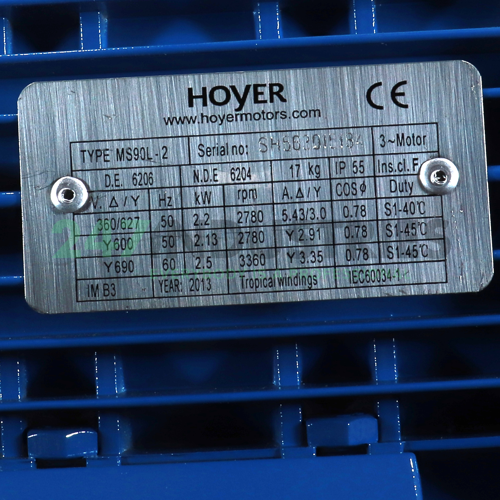 HOYER CE
www.hoyermotors.com
TYPE MS90L-2 Serial no: 3~Motor
D.E. 6206 N.D.E 6204 17 kg IP 55 Ins.cl.F
V. Δ/Y Hz kW rpm A. Δ/Y COSϕ Duty
360/627 50 2.2 2780 5.43/3.0 0.78 S1-40℃
Y600 50 2.13 2780 Y 2.91 0.78 S1-45℃
Y690 60 2.5 3360 Y 3.35 0.78 S1-45℃
IM B3 YEAR: 2013 Tropical windings IEC60034-1